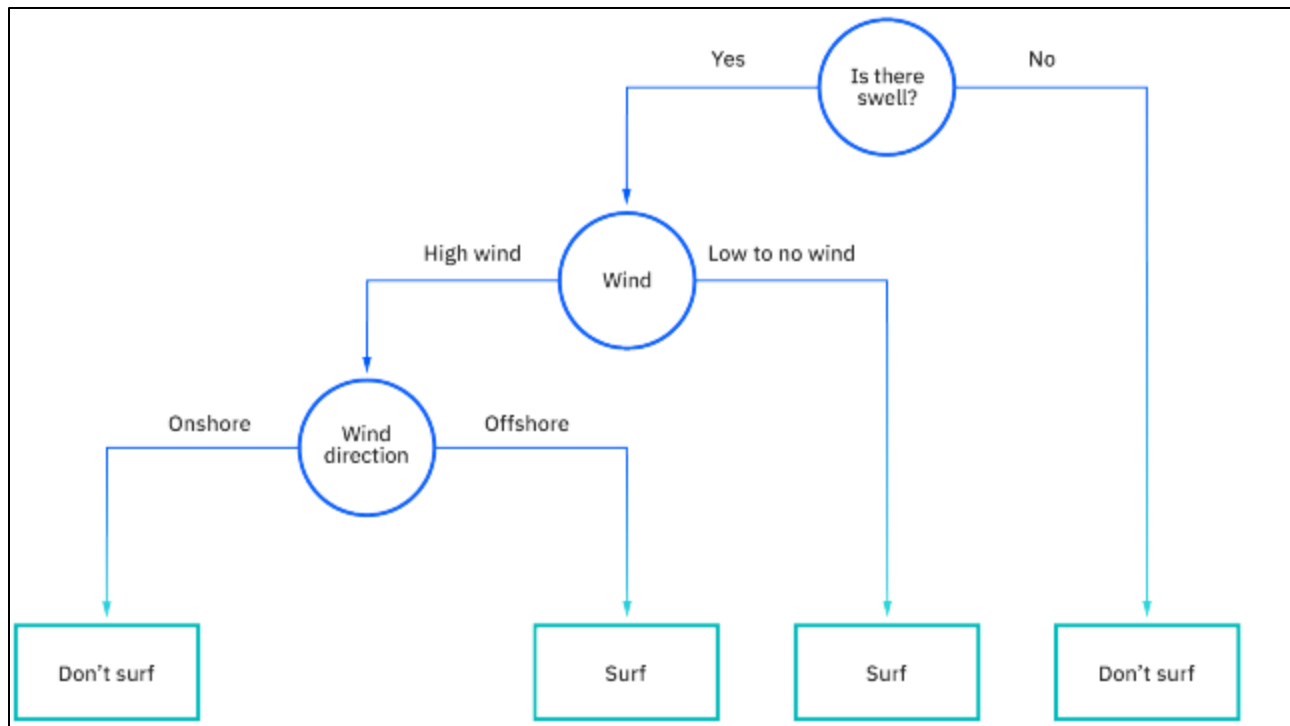 Yes
Is there
swell?
No
High wind
Wind
Low to no wind
Onshore
Wind
direction
Offshore
Don’t surf
Surf
Surf
Don’t surf